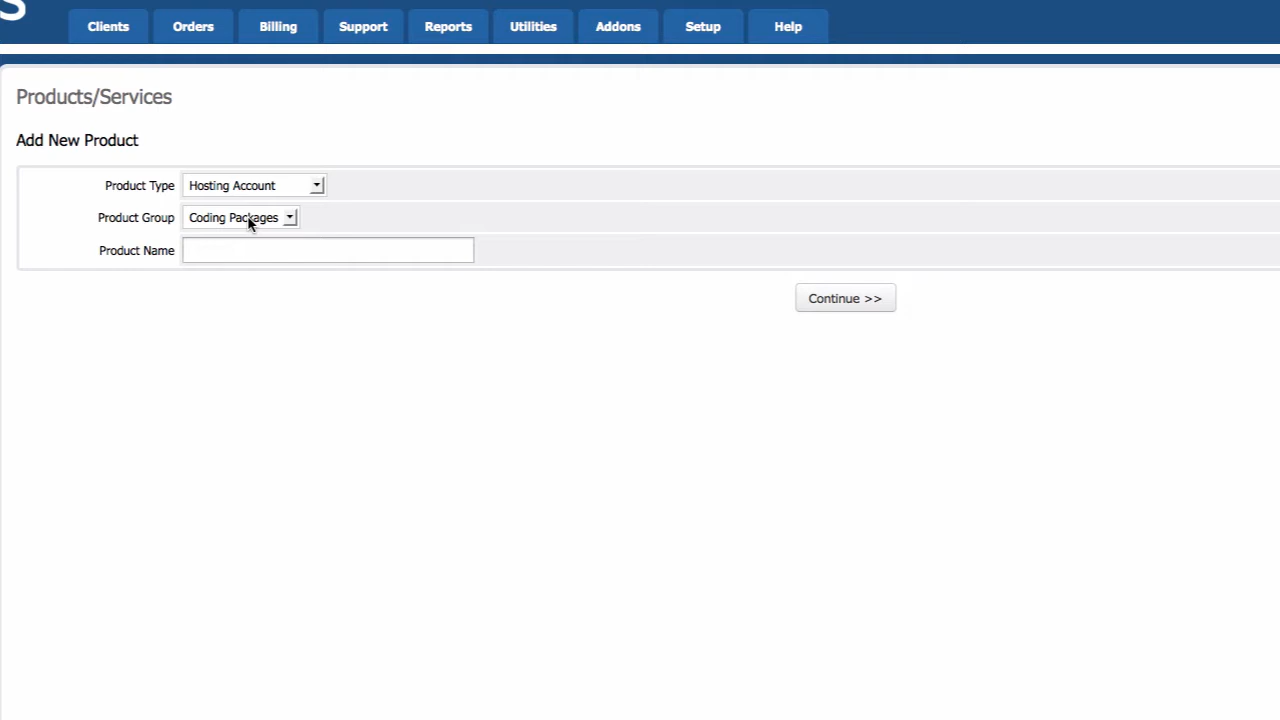 S
Clients Orders Billing Support Reports Utilities Addons Setup Help
Products/Services
Add New Product
Product Type Hosting Account
Product Group Coding Packages
Product Name
Continue >>